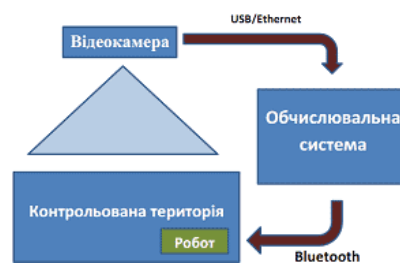 USB/Ethernet
Відеокамера
Обчислювальна
система
Контрольована територія
Робот
Bluetooth